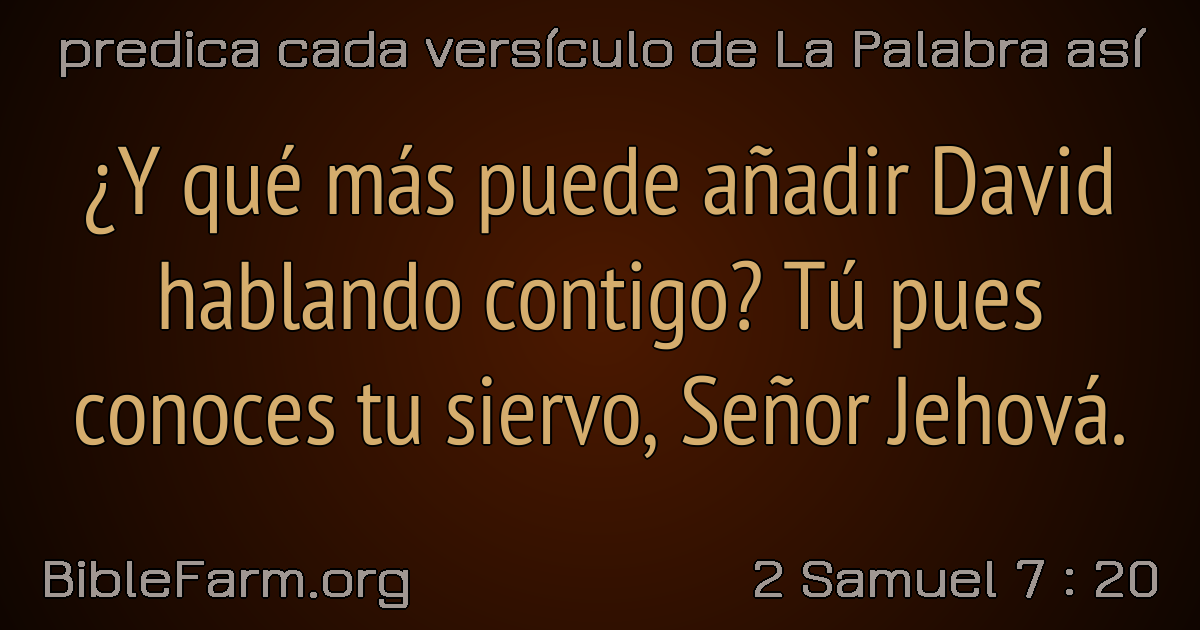 predica cada versículo de La Palabra así
¿Y qué más puede añadir David
hablando contigo? Tú pues
conoces tu siervo, Señor Jehová.
BibleFarm.org
2 Samuel 7 : 20